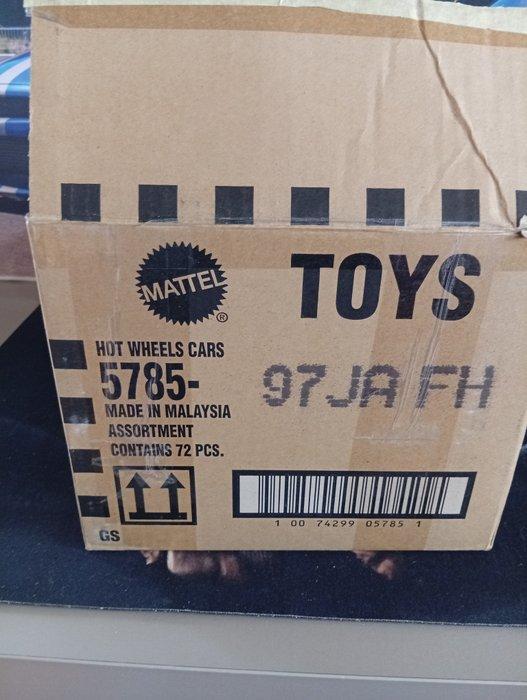 MATTEL
®
TOYS
HOT WHEELS CARS
5785-
97JA FH
MADE IN MALAYSIA
ASSORTMENT
CONTAINS 72 PCS.
1 00 74299 05785 1
GS